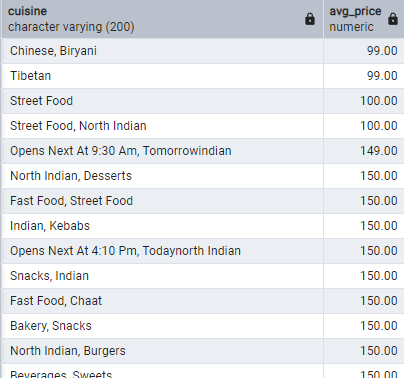 cuisine avg_price
character varying (200) numeric
Chinese, Biryani 99.00
Tibetan 99.00
Street Food 100.00
Street Food, North Indian 100.00
Opens Next At 9:30 Am, Tomorrowindian 149.00
North Indian, Desserts 150.00
Fast Food, Street Food 150.00
Indian, Kebabs 150.00
Opens Next At 4:10 Pm, Todaynorth Indian 150.00
Snacks, Indian 150.00
Fast Food, Chaat 150.00
Bakery, Snacks 150.00
North Indian, Burgers 150.00
Beverages, Sweets 150.00